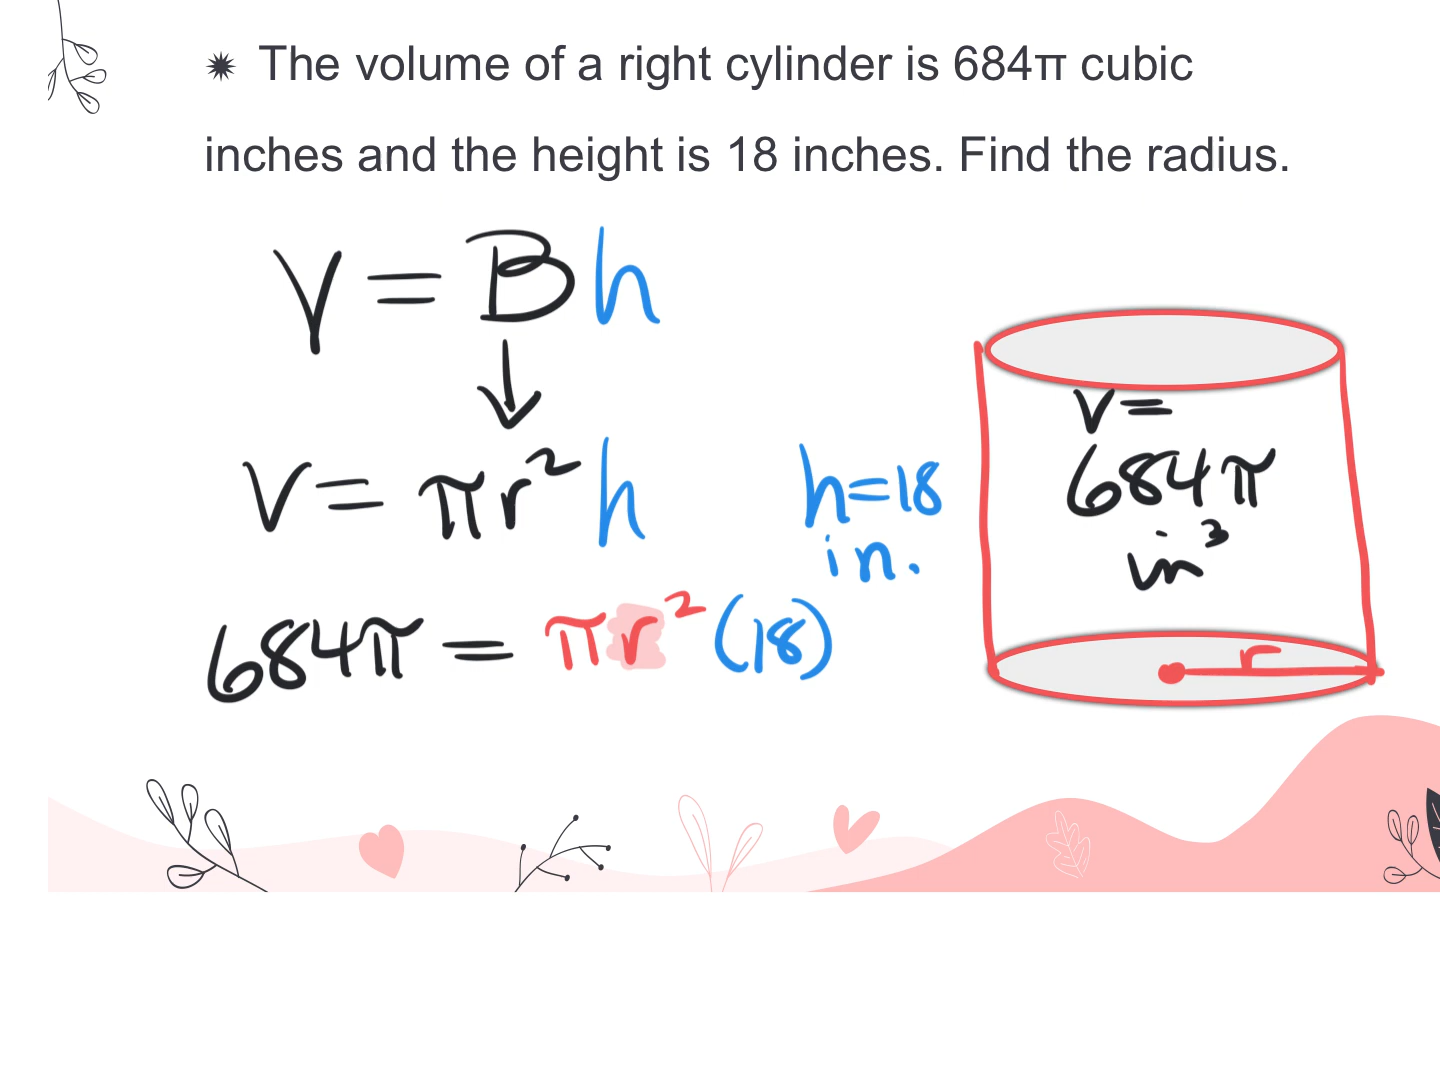 ✹ The volume of a right cylinder is 684π cubic
inches and the height is 18 inches. Find the radius.
V = Bh
V = πr²h
h=18
in.
V=
684π
in³
684π = πr²(18)
r